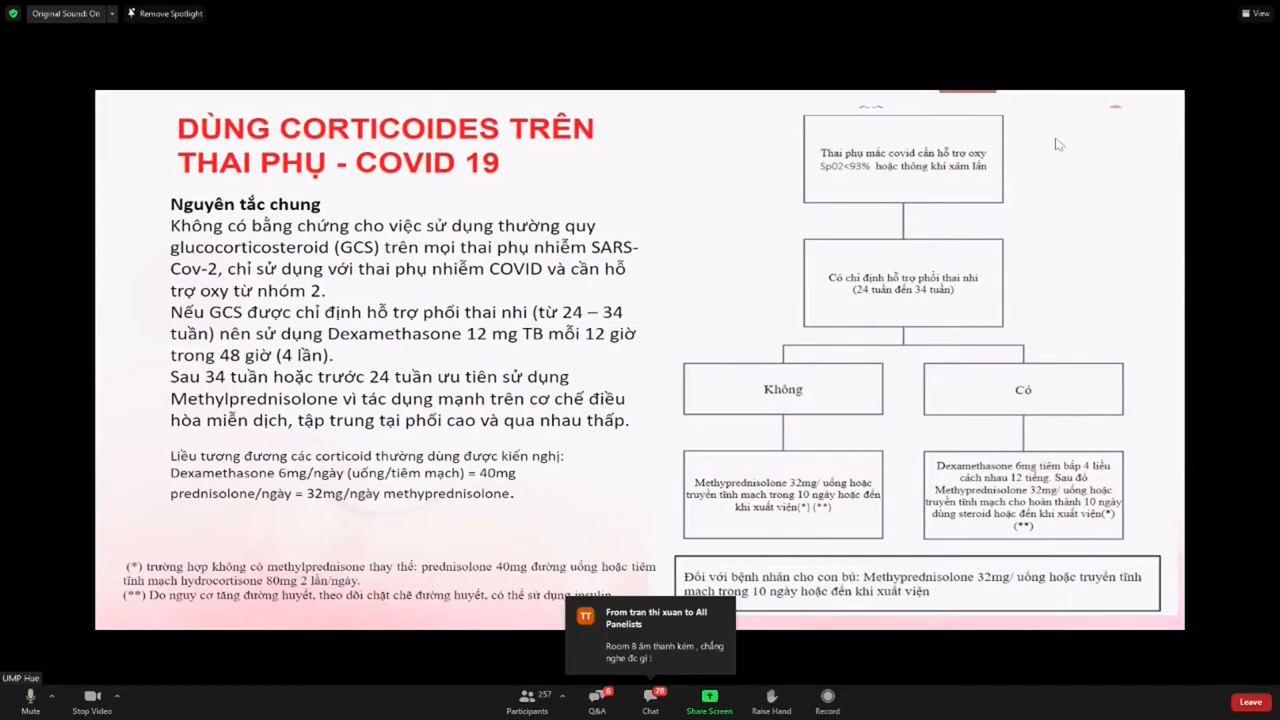 Original Sound: On
Remove Spotlight
View
DÙNG CORTICOIDES TRÊN
THAI PHỤ - COVID 19
Nguyên tắc chung
Không có bằng chứng cho việc sử dụng thường quy
glucocorticosteroid (GCS) trên mọi thai phụ nhiễm SARS-
Cov-2, chỉ sử dụng với thai phụ nhiễm COVID và cần hỗ
trợ oxy từ nhóm 2.
Nếu GCS được chỉ định hỗ trợ phổi thai nhi (từ 24 – 34
tuần) nên sử dụng Dexamethasone 12 mg TB mỗi 12 giờ
trong 48 giờ (4 lần).
Sau 34 tuần hoặc trước 24 tuần ưu tiên sử dụng
Methylprednisolone vì tác dụng mạnh trên cơ chế điều
hòa miễn dịch, tập trung tại phổi cao và qua nhau thấp.
Liều tương đương các corticoid thường dùng được kiến nghị:
Dexamethasone 6mg/ngày (uống/tiêm mạch) = 40mg
prednisolone/ngày = 32mg/ngày methyprednisolone.
(*) trường hợp không có methylprednisone thay thế: prednisolone 40mg đường uống hoặc tiêm
tĩnh mạch hydrocortisone 80mg 2 lần/ngày.
(**) Do nguy cơ tăng đường huyết, theo dõi chặt chẽ đường huyết, có thể sử dụng insulin
Thai phụ mắc covid cần hỗ trợ oxy
Sp02<93% hoặc thông khí xâm lấn
Có chỉ định hỗ trợ phổi thai nhi
(24 tuần đến 34 tuần)
Không
Có
Methyprednisolone 32mg/ uống hoặc
truyền tĩnh mạch trong 10 ngày hoặc đến
khi xuất viện(*) (**)
Dexamethasone 6mg tiêm bắp 4 liều
cách nhau 12 tiếng. Sau đó
Methyprednisolone 32mg/ uống hoặc
truyền tĩnh mạch cho hoàn thành 10 ngày
dùng steroid hoặc đến khi xuất viện(*)
(**)
Đối với bệnh nhân cho con bú: Methyprednisolone 32mg/ uống hoặc truyền tĩnh
mạch trong 10 ngày hoặc đến khi xuất viện
TT
From tran thi xuan to All
Panelists
Room 8 âm thanh kém , chẳng
nghe đc gì :
UMP Hue
Mute
Stop Video
257
Participants
6
Q&A
70
Chat
Share Screen
Raise Hand
Record
Leave